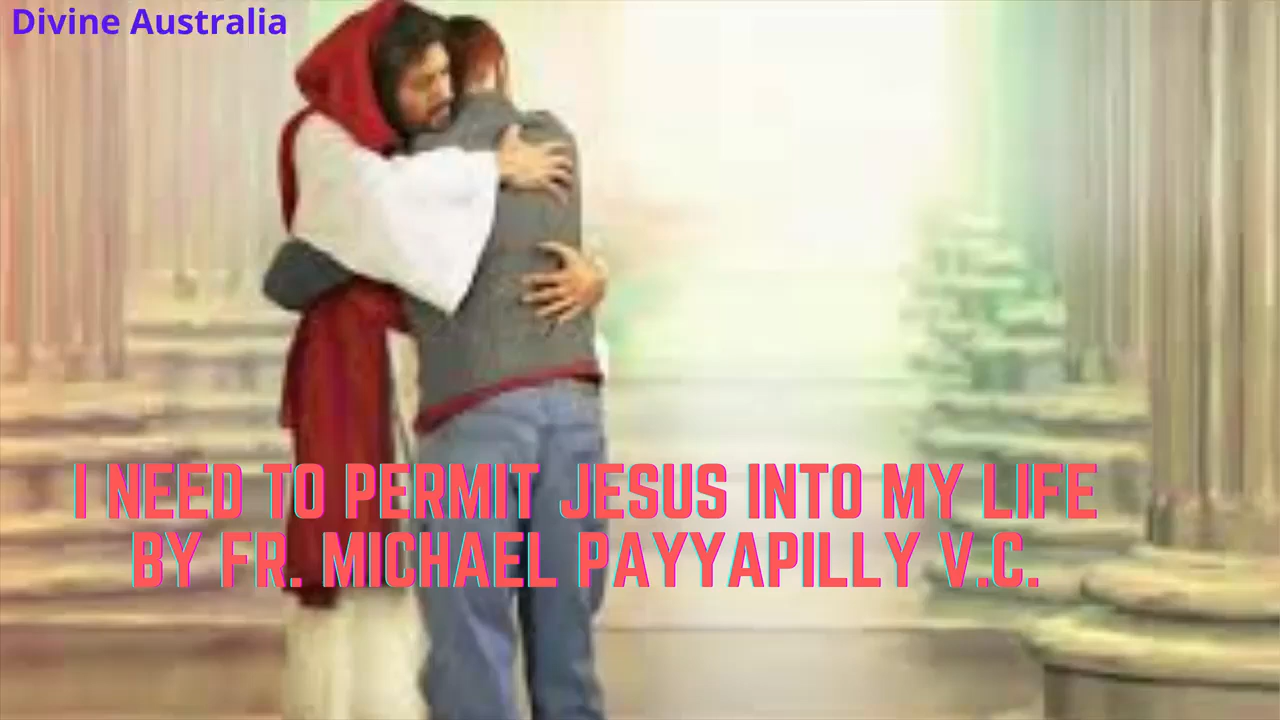 Divine Australia
I NEED TO PERMIT JESUS INTO MY LIFE
BY FR. MICHAEL PAYYAPILLY V.C.